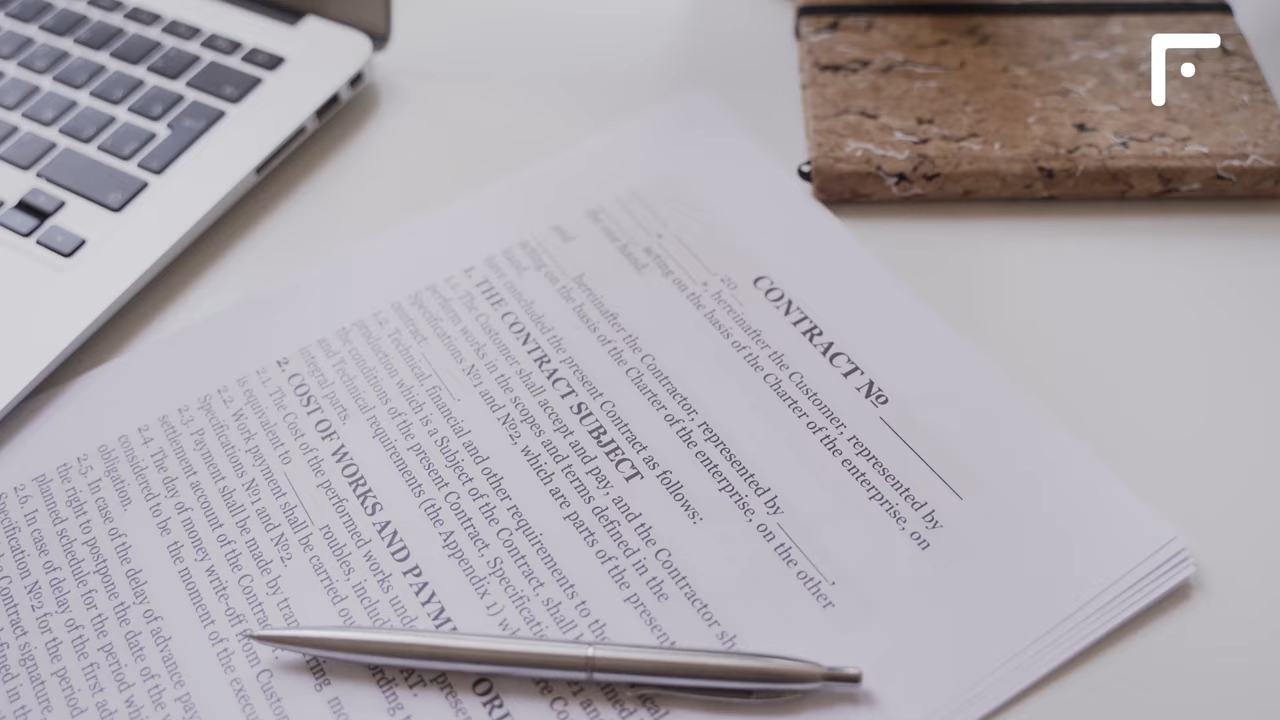 CONTRACT №
20
hereinafter the Customer, represented by
acting on the basis of the Charter of the enterprise, on
the one hand,
and
hereinafter the Contractor, represented by
acting on the basis of the Charter of the enterprise, on the other
hand,
have concluded the present Contract as follows:
1. THE CONTRACT SUBJECT
1.1. The Customer shall accept and pay, and the Contractor
perform works in the scopes and terms defined in the
Specifications №1 and №2, which are parts of the present
contract.
1.2. Technical, financial and other requirements to the
production which is a Subject of the Contract, shall
the conditions of the present Contract,
and Technical requirements (the Appendix 1)
integral parts.
2. COST OF WORKS AND
2.1. The Cost of the performed works
is equivalent to roubles,
2.2. Work payment shall be carried
Specifications №1 and №2.
2.3. Payment shall be made by
settlement account of the
2.4. The day of money write-off from
considered to be the moment of the
obligation.
2.5. In case of the delay of advance
the right to postpone the date of the
planned schedule for the period
2.6. In case of delay of the first
Specification №2 for the period
Contract signature,
in the